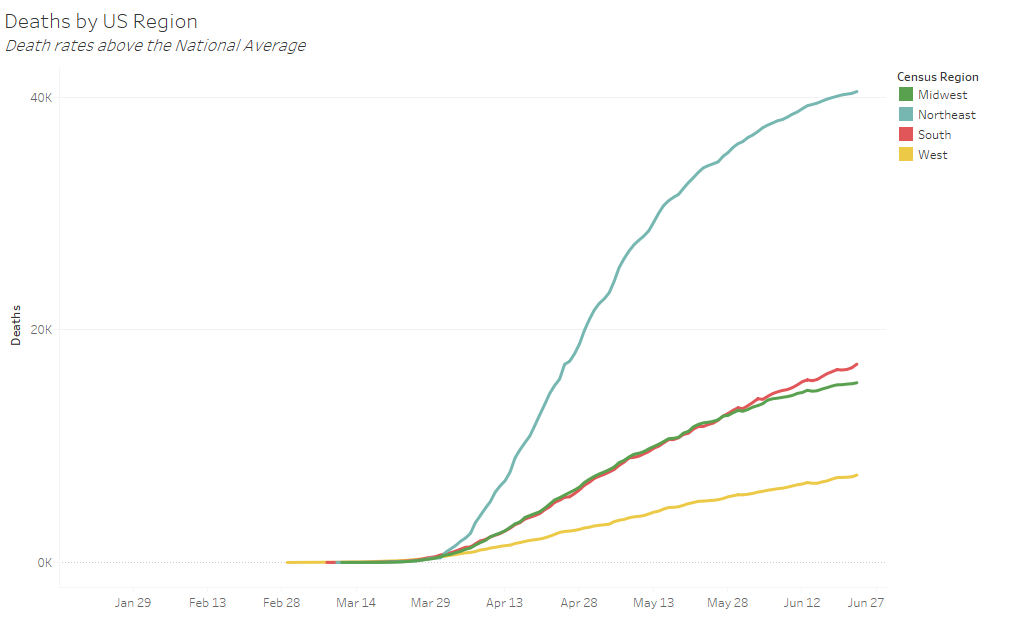 Deaths by US Region
Death rates above the National Average
Census Region
Midwest
Northeast
South
West
Deaths
40K
20K
0K
Jan 29 Feb 13 Feb 28 Mar 14 Mar 29 Apr 13 Apr 28 May 13 May 28 Jun 12 Jun 27